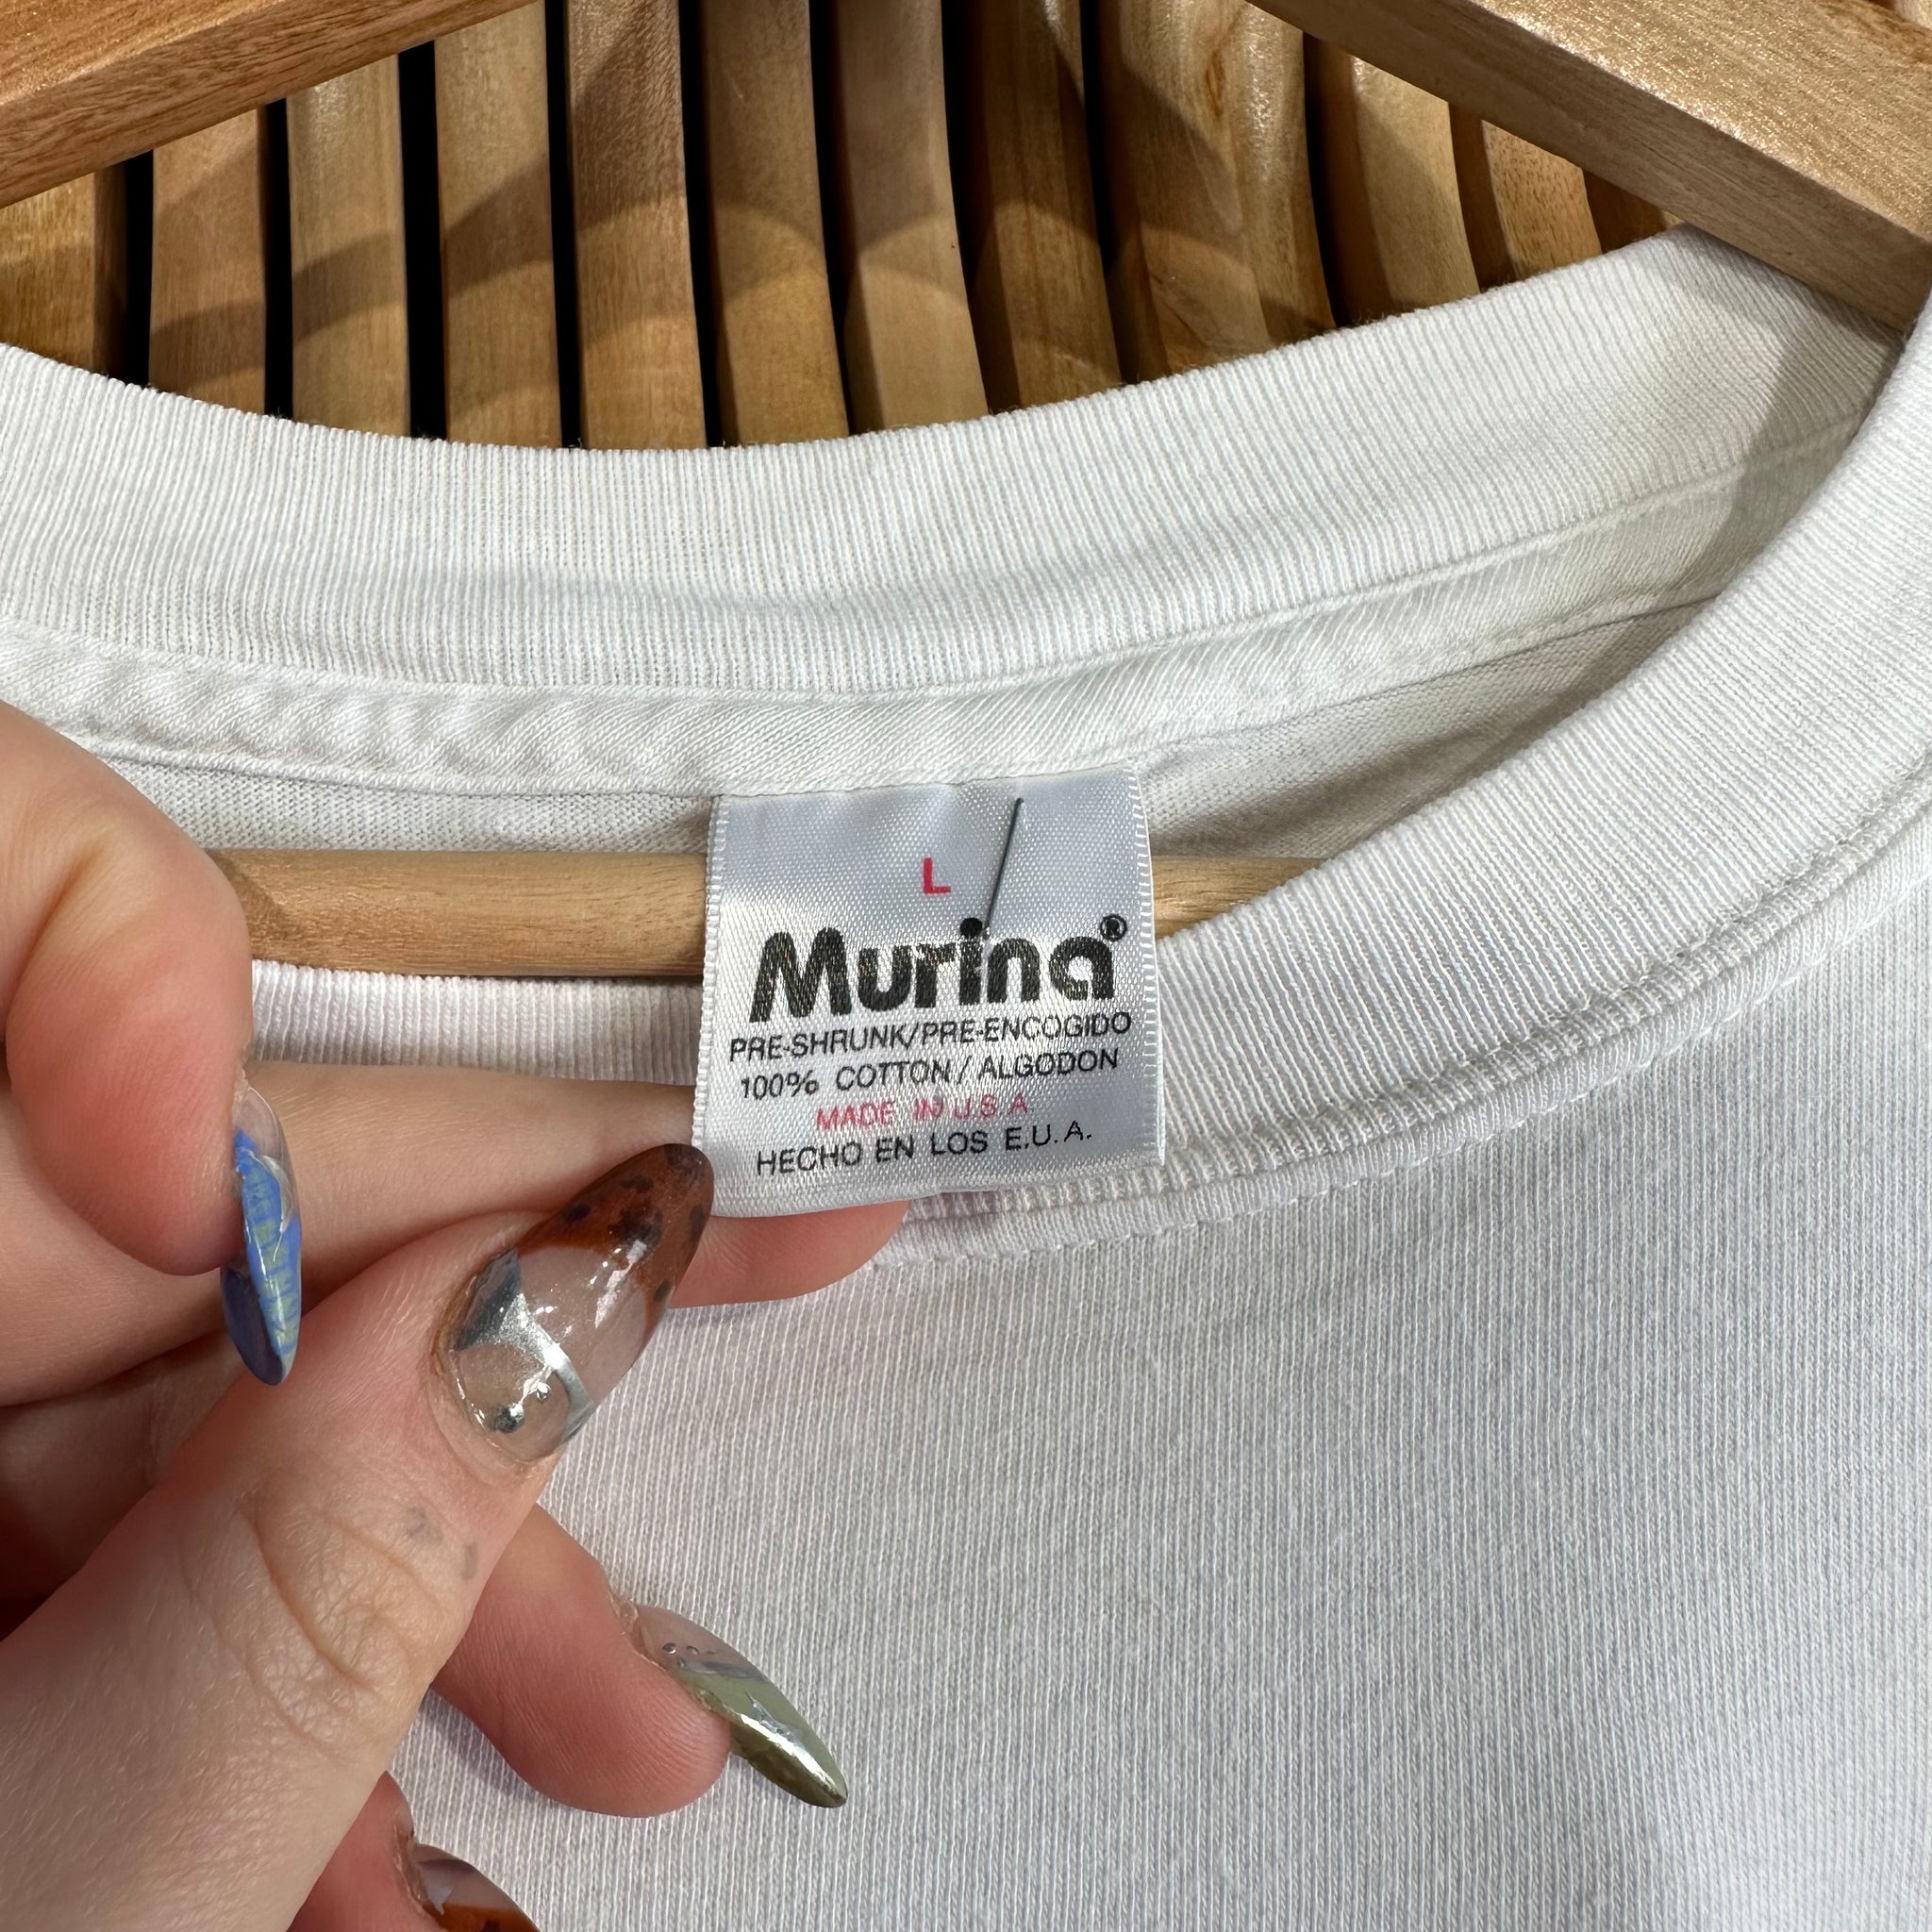 L
Murina®
PRE-SHRUNK/PRE-ENCOGIDO
100% COTTON / ALGODON
MADE IN U.S.A.
HECHO EN LOS E.U.A.